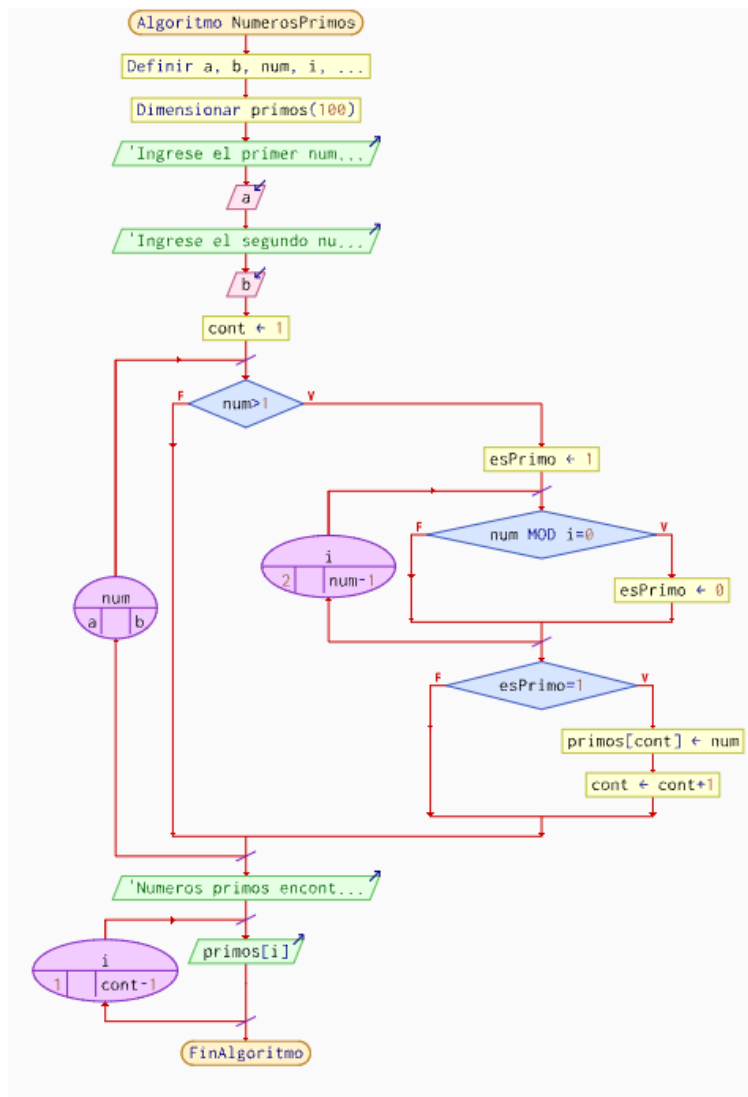 Algoritmo NumerosPrimos
Definir a, b, num, i, ...
Dimensionar primos(100)
'Ingrese el primer num...
a
'Ingrese el segundo nu...
b
cont ← 1
F
num>1
V
esPrimo ← 1
F
num MOD i=0
V
i
2
num-1
esPrimo ← 0
num
a
b
F
esPrimo=1
V
primos[cont] ← num
cont ← cont+1
'Numeros primos encont...
primos[i]
i
1
cont-1
FinAlgoritmo